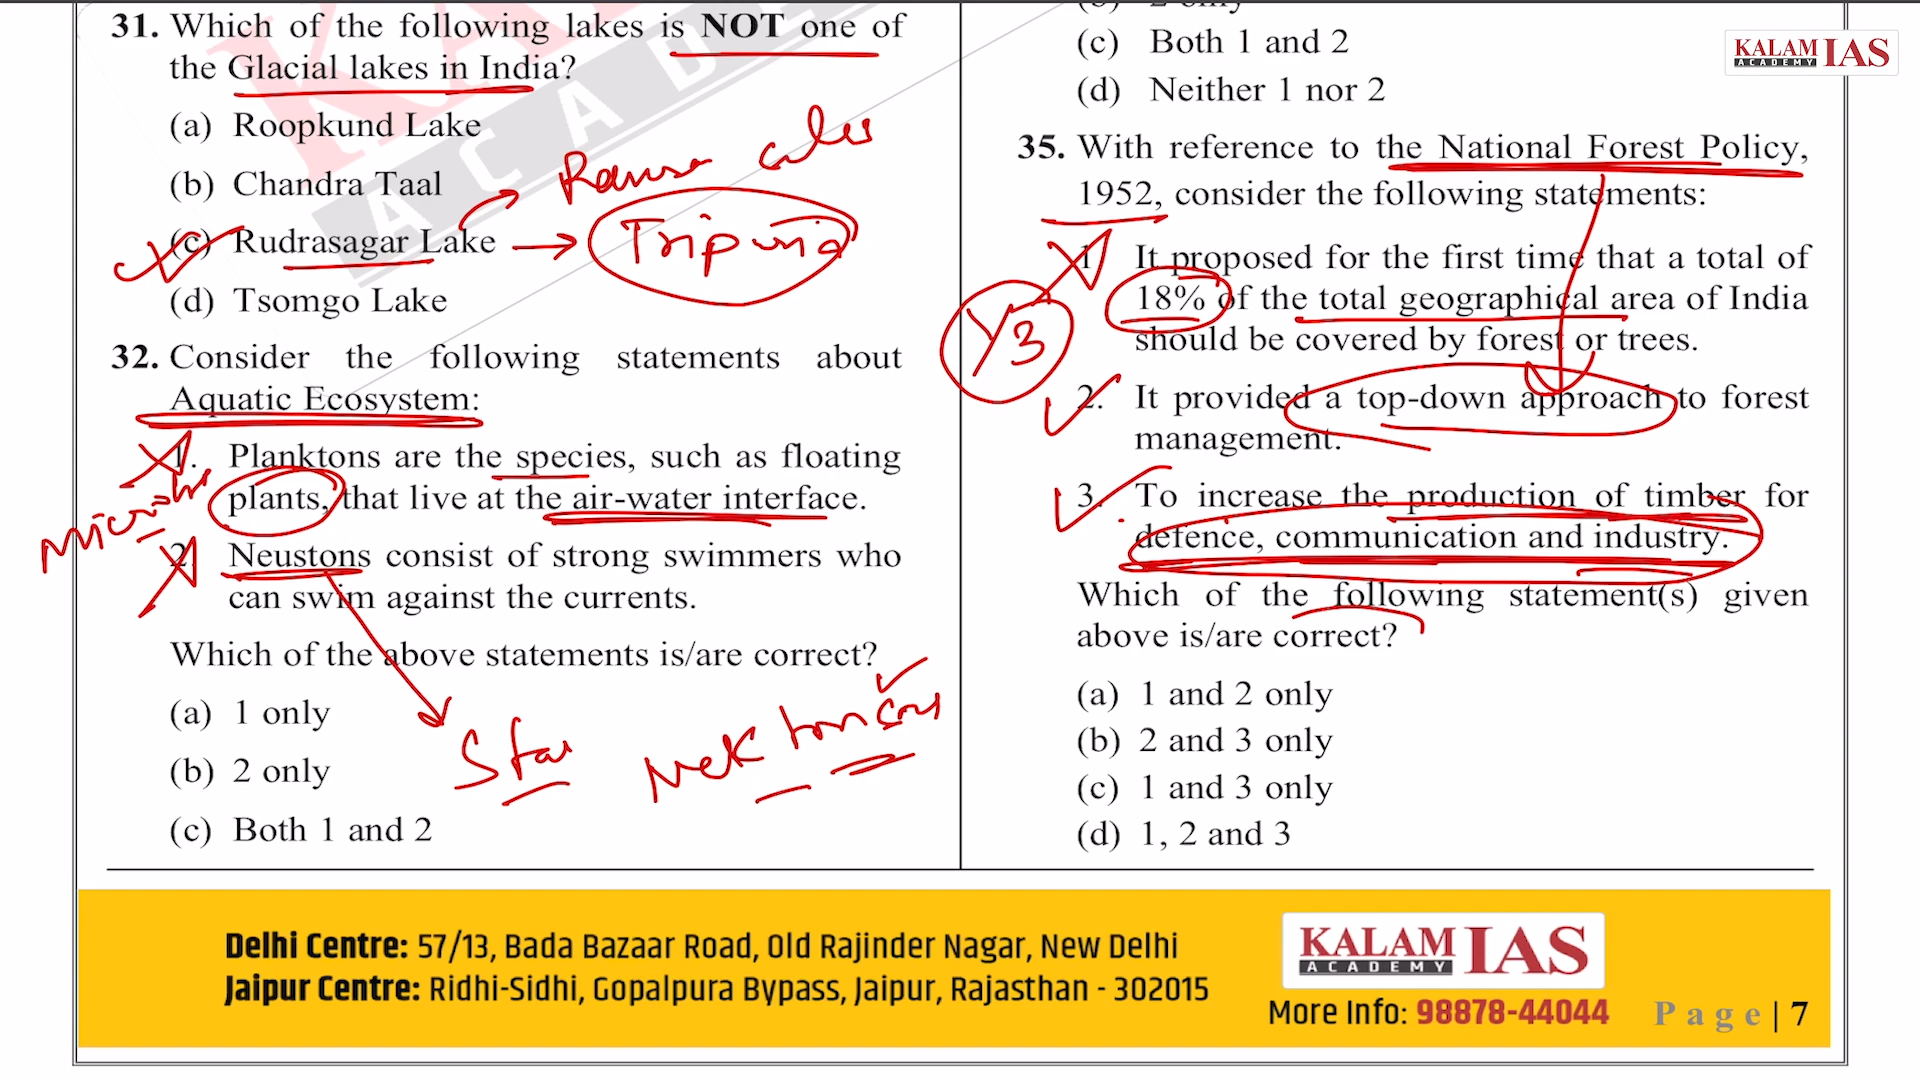 31. Which of the following lakes is NOT one of
the Glacial lakes in India?
(a) Roopkund Lake
(b) Chandra Taal
(c) Rudrasagar Lake
(d) Tsomgo Lake
Tripura
32. Consider the following statements about
Aquatic Ecosystem:
1. Planktons are the species, such as floating
plants, that live at the air-water interface.
2. Neustons consist of strong swimmers who
can swim against the currents.
Which of the above statements is/are correct?
(a) 1 only
(b) 2 only
(c) Both 1 and 2
(c) Both 1 and 2
(d) Neither 1 nor 2
35. With reference to the National Forest Policy,
1952, consider the following statements:
1. It proposed for the first time that a total of
18% of the total geographical area of India
should be covered by forest or trees.
1/3
2. It provided a top-down approach to forest
management.
3. To increase the production of timber for
defence, communication and industry.
Which of the following statement(s) given
above is/are correct?
(a) 1 and 2 only
(b) 2 and 3 only
(c) 1 and 3 only
(d) 1, 2 and 3
KALAM IAS
ACADEMY
Delhi Centre: 57/13, Bada Bazaar Road, Old Rajinder Nagar, New Delhi
Jaipur Centre: Ridhi-Sidhi, Gopalpura Bypass, Jaipur, Rajasthan - 302015
KALAM IAS
ACADEMY
More Info: 98878-44044
Page | 7